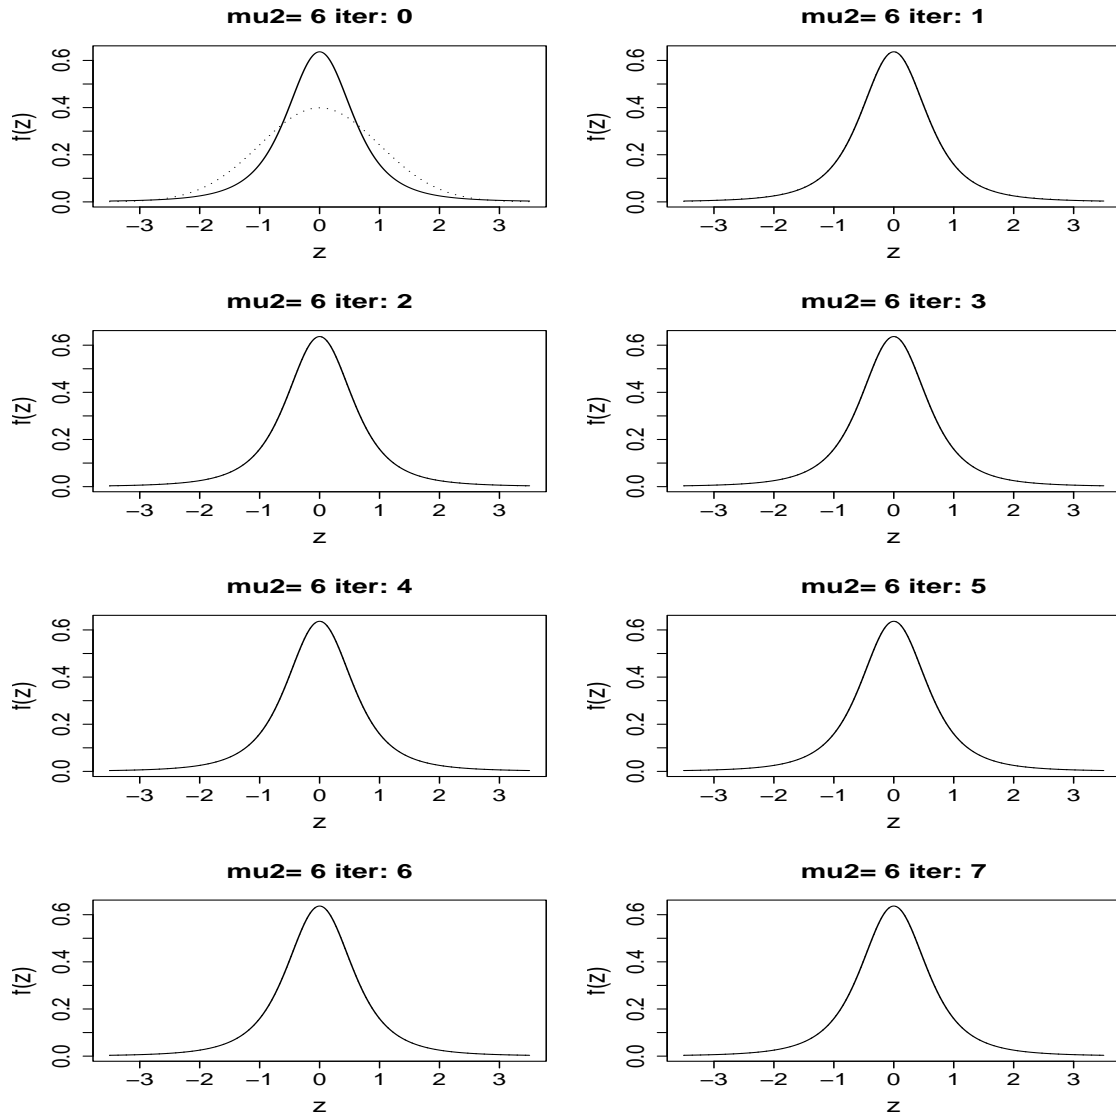 mu2= 6 iter: 0
0.0 0.2 0.4 0.6
f(z)
−3 −2 −1 0 1 2 3
z
mu2= 6 iter: 1
0.0 0.2 0.4 0.6
f(z)
−3 −2 −1 0 1 2 3
z
mu2= 6 iter: 2
0.0 0.2 0.4 0.6
f(z)
−3 −2 −1 0 1 2 3
z
mu2= 6 iter: 3
0.0 0.2 0.4 0.6
f(z)
−3 −2 −1 0 1 2 3
z
mu2= 6 iter: 4
0.0 0.2 0.4 0.6
f(z)
−3 −2 −1 0 1 2 3
z
mu2= 6 iter: 5
0.0 0.2 0.4 0.6
f(z)
−3 −2 −1 0 1 2 3
z
mu2= 6 iter: 6
0.0 0.2 0.4 0.6
f(z)
−3 −2 −1 0 1 2 3
z
mu2= 6 iter: 7
0.0 0.2 0.4 0.6
f(z)
−3 −2 −1 0 1 2 3
z